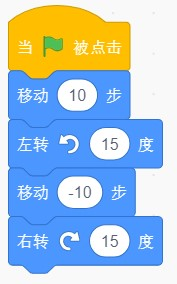 当 被点击
移动 10 步
左转 15 度
移动 -10 步
右转 15 度